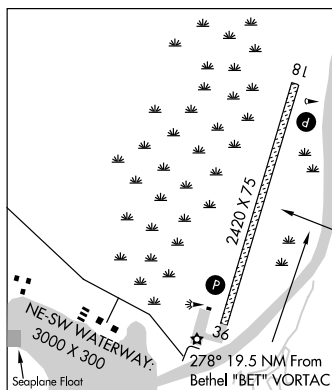 18
P
2420 X 75
P
NE-SW WATERWAY:
3000 X 300
36
278° 19.5 NM From
Bethel "BET" VORTAC
Seaplane Float